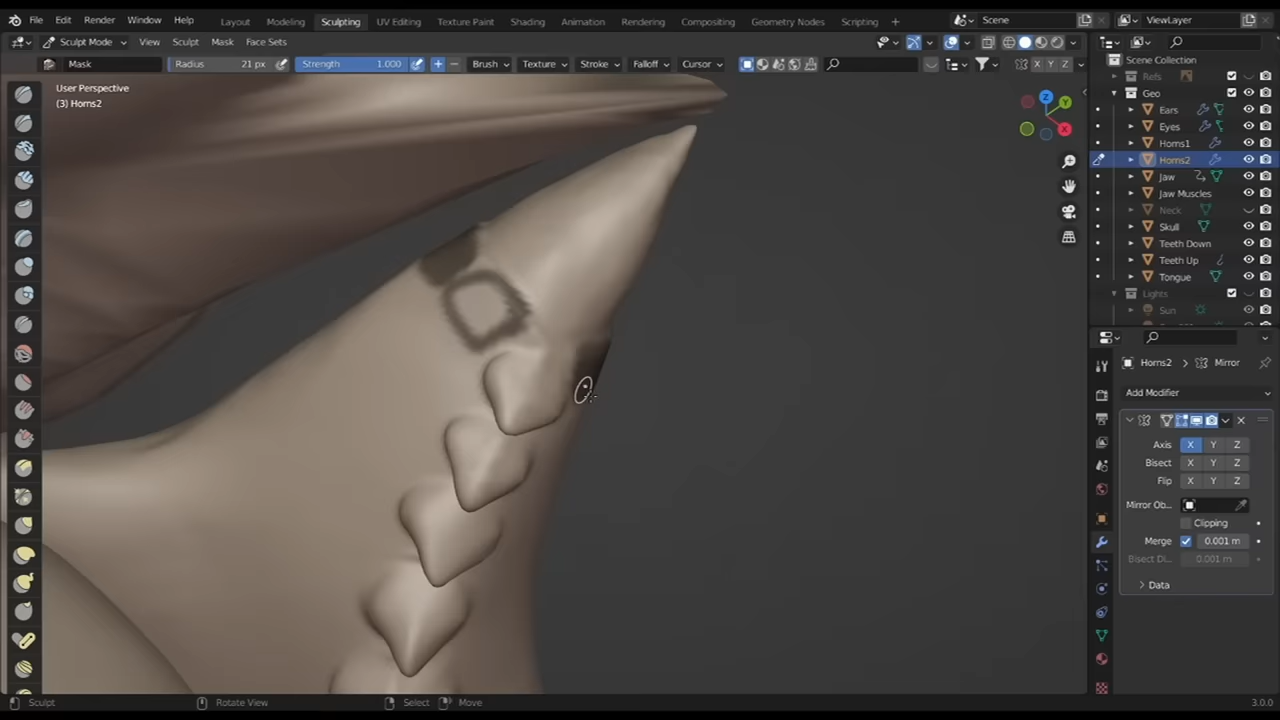 File Edit Render Window Help Layout Modeling Sculpting UV Editing Texture Paint Shading Animation Rendering Compositing Geometry Nodes Scripting + Scene ViewLayer
Sculpt Mode View Sculpt Mask Face Sets
Mask Radius 21 px Strength 1.000 + − Brush Texture Stroke Falloff Cursor X Y Z
User Perspective
(3) Horns2
Z
Y
X
Scene Collection
Refs
Geo
Ears
Eyes
Horns1
Horns2
Jaw
Jaw Muscles
Neck
Skull
Teeth Down
Teeth Up
Tongue
Lights
Sun
Horns2 > Mirror
Add Modifier
Axis X Y Z
Bisect X Y Z
Flip X Y Z
Mirror Ob...
Clipping
Merge 0.001 m
Bisect Di... 0.001 m
Data
Sculpt Rotate View Select Move 3.0.0